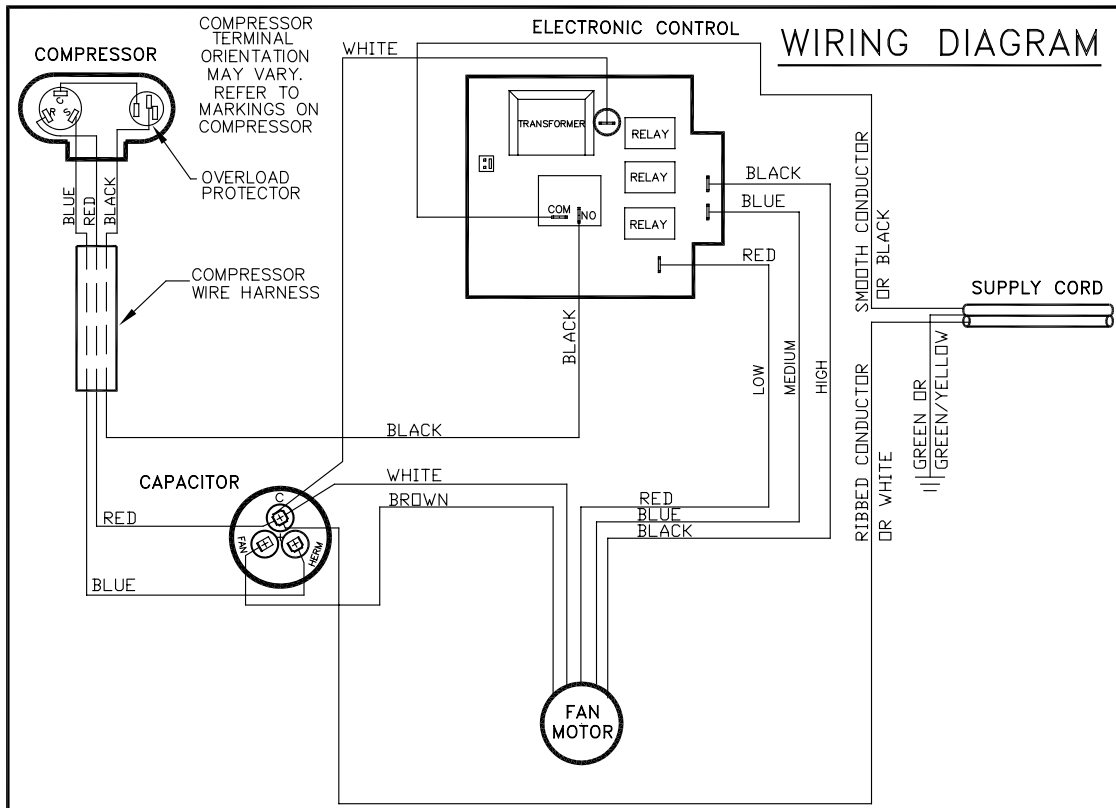 WIRING DIAGRAM
COMPRESSOR
COMPRESSOR
TERMINAL
ORIENTATION
MAY VARY.
REFER TO
MARKINGS ON
COMPRESSOR
C
R
S
OVERLOAD
PROTECTOR
BLUE
RED
BLACK
COMPRESSOR
WIRE HARNESS
WHITE
ELECTRONIC CONTROL
TRANSFORMER
RELAY
RELAY
RELAY
COM
NO
BLACK
BLUE
RED
BLACK
LOW
MEDIUM
HIGH
SMOOTH CONDUCTOR
OR BLACK
SUPPLY CORD
GREEN OR
GREEN/YELLOW
RIBBED CONDUCTOR
OR WHITE
BLACK
CAPACITOR
C
FAN
HERM
RED
BLUE
WHITE
BROWN
RED
BLUE
BLACK
FAN
MOTOR